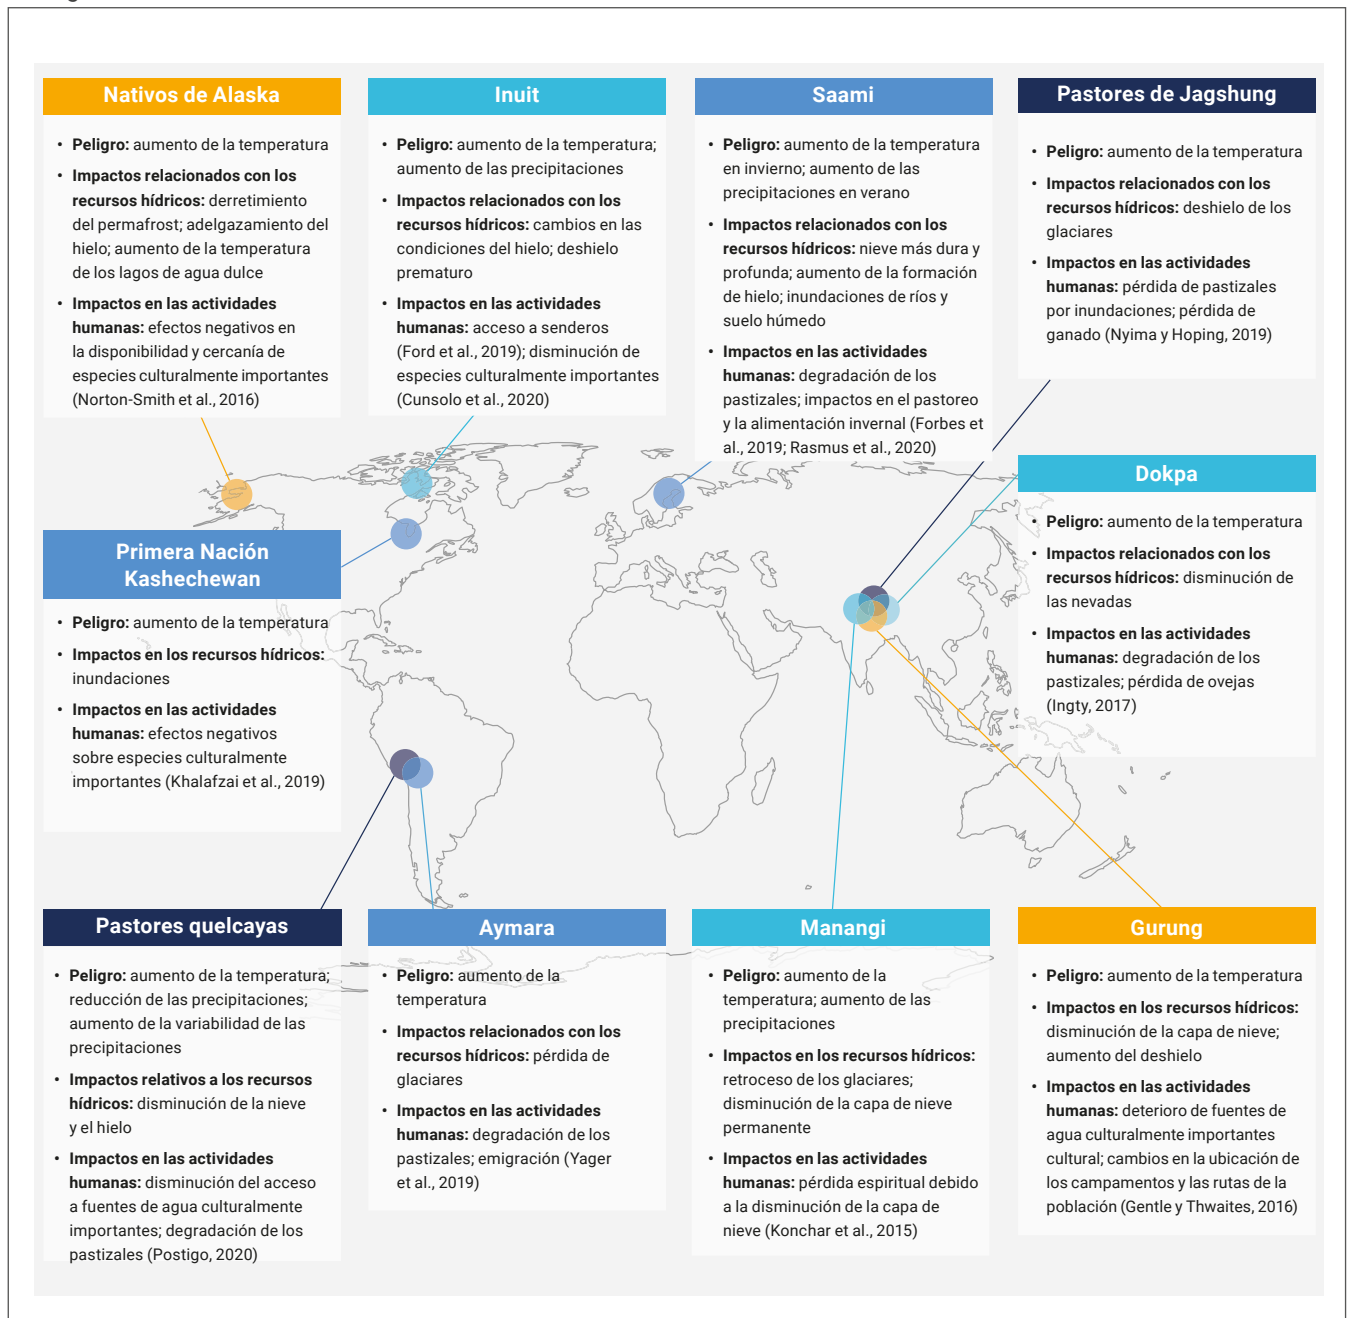 Nativos de Alaska
• Peligro: aumento de la temperatura
• Impactos relacionados con los
recursos hídricos: derretimiento
del permafrost; adelgazamiento del
hielo; aumento de la temperatura
de los lagos de agua dulce
• Impactos en las actividades
humanas: efectos negativos en
la disponibilidad y cercanía de
especies culturalmente importantes
(Norton-Smith et al., 2016)
Inuit
• Peligro: aumento de la temperatura;
aumento de las precipitaciones
• Impactos relacionados con los
recursos hídricos: cambios en las
condiciones del hielo; deshielo
prematuro
• Impactos en las actividades
humanas: acceso a senderos
(Ford et al., 2019); disminución de
especies culturalmente importantes
(Cunsolo et al., 2020)
Saami
• Peligro: aumento de la temperatura
en invierno; aumento de las
precipitaciones en verano
• Impactos relacionados con los
recursos hídricos: nieve más dura y
profunda; aumento de la formación
de hielo; inundaciones de ríos y
suelo húmedo
• Impactos en las actividades
humanas: degradación de los
pastizales; impactos en el pastoreo
y la alimentación invernal (Forbes et
al., 2019; Rasmus et al., 2020)
Pastores de Jagshung
• Peligro: aumento de la temperatura
• Impactos relacionados con los
recursos hídricos: deshielo de los
glaciares
• Impactos en las actividades
humanas: pérdida de pastizales
por inundaciones; pérdida de
ganado (Nyima y Hoping, 2019)
Primera Nación
Kashechewan
• Peligro: aumento de la temperatura
• Impactos en los recursos hídricos:
inundaciones
• Impactos en las actividades
humanas: efectos negativos
sobre especies culturalmente
importantes (Khalafzai et al., 2019)
Dokpa
• Peligro: aumento de la temperatura
• Impactos relacionados con los
recursos hídricos: disminución de
las nevadas
• Impactos en las actividades
humanas: degradación de los
pastizales; pérdida de ovejas
(Ingty, 2017)
Pastores quelcayas
• Peligro: aumento de la temperatura;
reducción de las precipitaciones;
aumento de la variabilidad de las
precipitaciones
• Impactos relativos a los recursos
hídricos: disminución de la nieve
y el hielo
• Impactos en las actividades
humanas: disminución del acceso
a fuentes de agua culturalmente
importantes; degradación de los
pastizales (Postigo, 2020)
Aymara
• Peligro: aumento de la
temperatura
• Impactos relacionados con los
recursos hídricos: pérdida de
glaciares
• Impactos en las actividades
humanas: degradación de los
pastizales; emigración (Yager
et al., 2019)
Manangi
• Peligro: aumento de la
temperatura; aumento de las
precipitaciones
• Impactos en los recursos hídricos:
retroceso de los glaciares;
disminución de la capa de nieve
permanente
• Impactos en las actividades
humanas: pérdida espiritual debido
a la disminución de la capa de
nieve (Konchar et al., 2015)
Gurung
• Peligro: aumento de la temperatura
• Impactos en los recursos hídricos:
disminución de la capa de nieve;
aumento del deshielo
• Impactos en las actividades
humanas: deterioro de fuentes de
agua culturalmente importantes
cultural; cambios en la ubicación de
los campamentos y las rutas de la
población (Gentle y Thwaites, 2016)